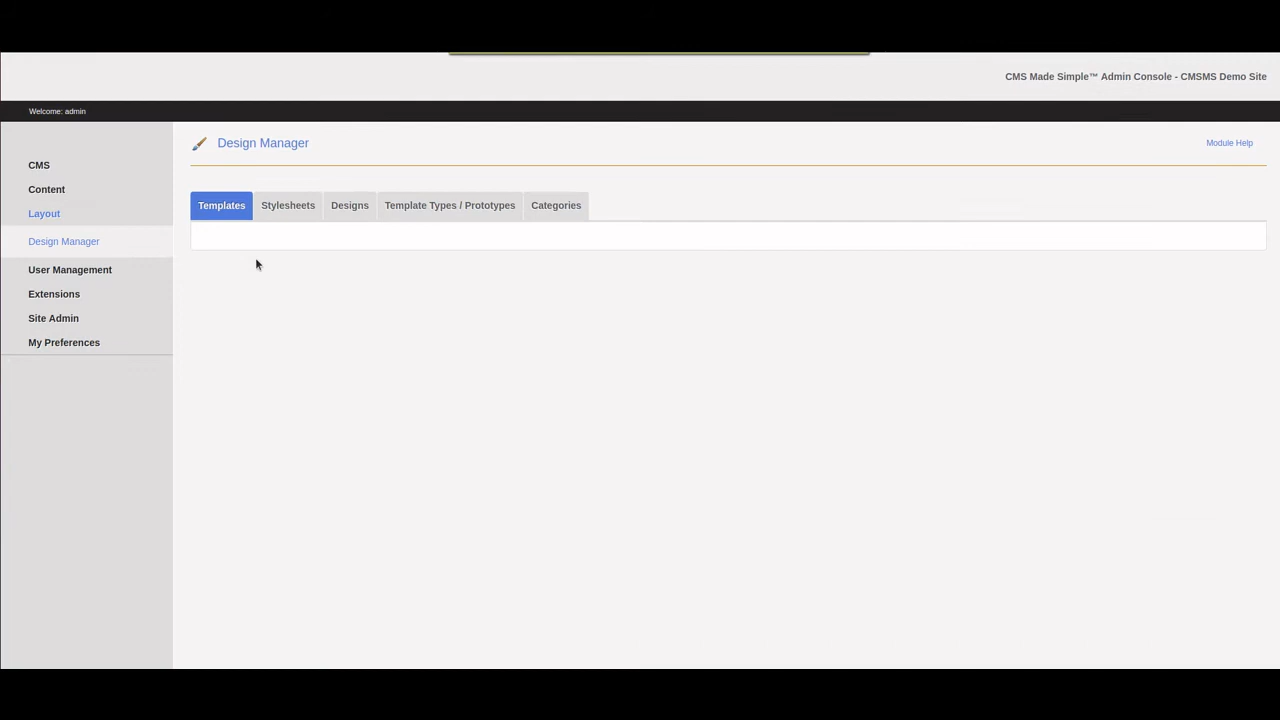 CMS Made Simple™ Admin Console - CMSMS Demo Site
Welcome: admin
Design Manager
Module Help
CMS
Content
Layout
Design Manager
User Management
Extensions
Site Admin
My Preferences
Templates Stylesheets Designs Template Types / Prototypes Categories